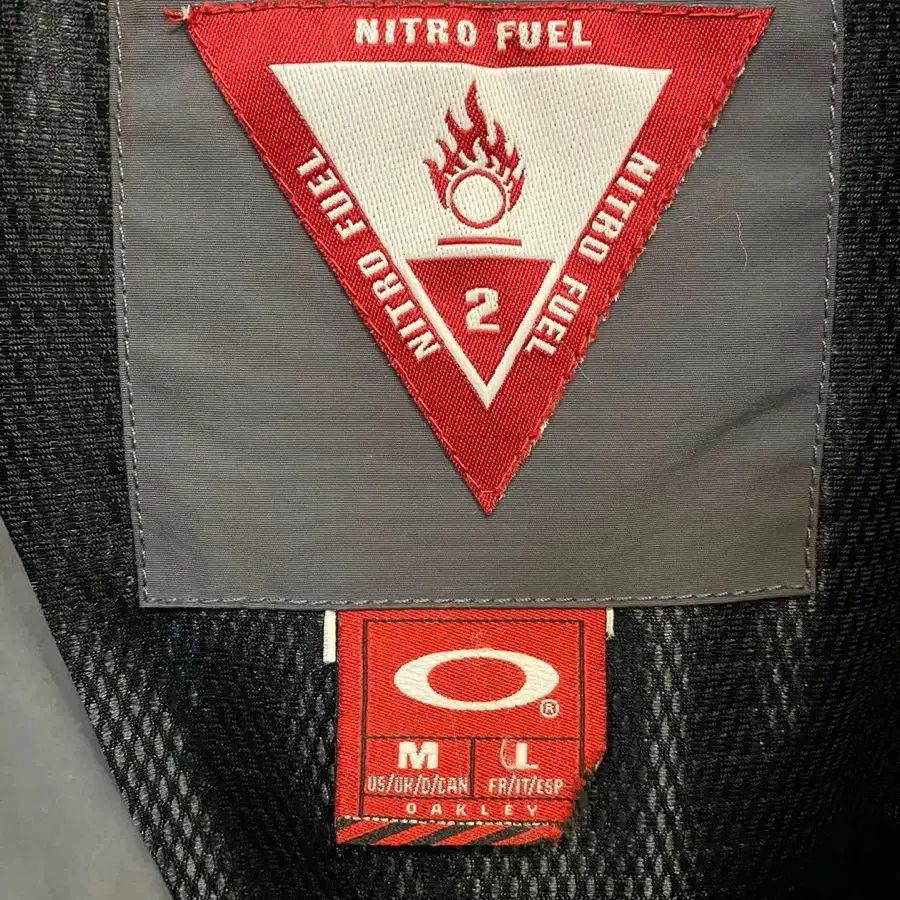 NITRO FUEL
NITRO FUEL
NITRO FUEL
2
®
M L
US/UK/D/CAN FR/IT/ESP
OAKLEY